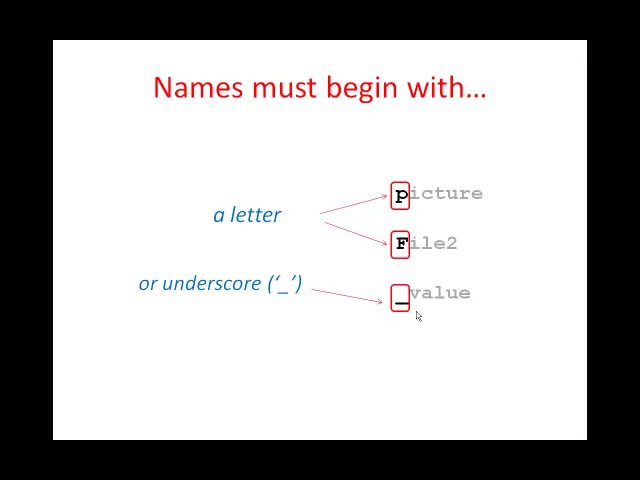 Names must begin with...
a letter
picture
File2
or underscore (‘_’)
_value